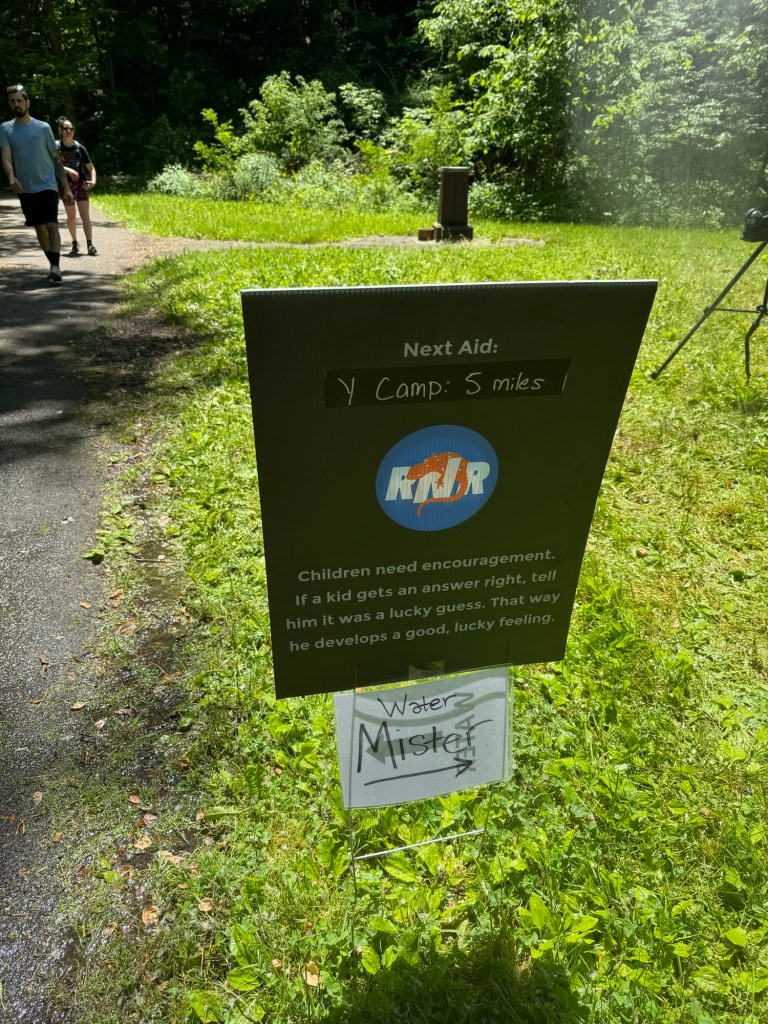 Next Aid:
Y Camp: 5 miles
RNR
Children need encouragement.
If a kid gets an answer right, tell
him it was a lucky guess. That way
he develops a good, lucky feeling.
Water
Mister